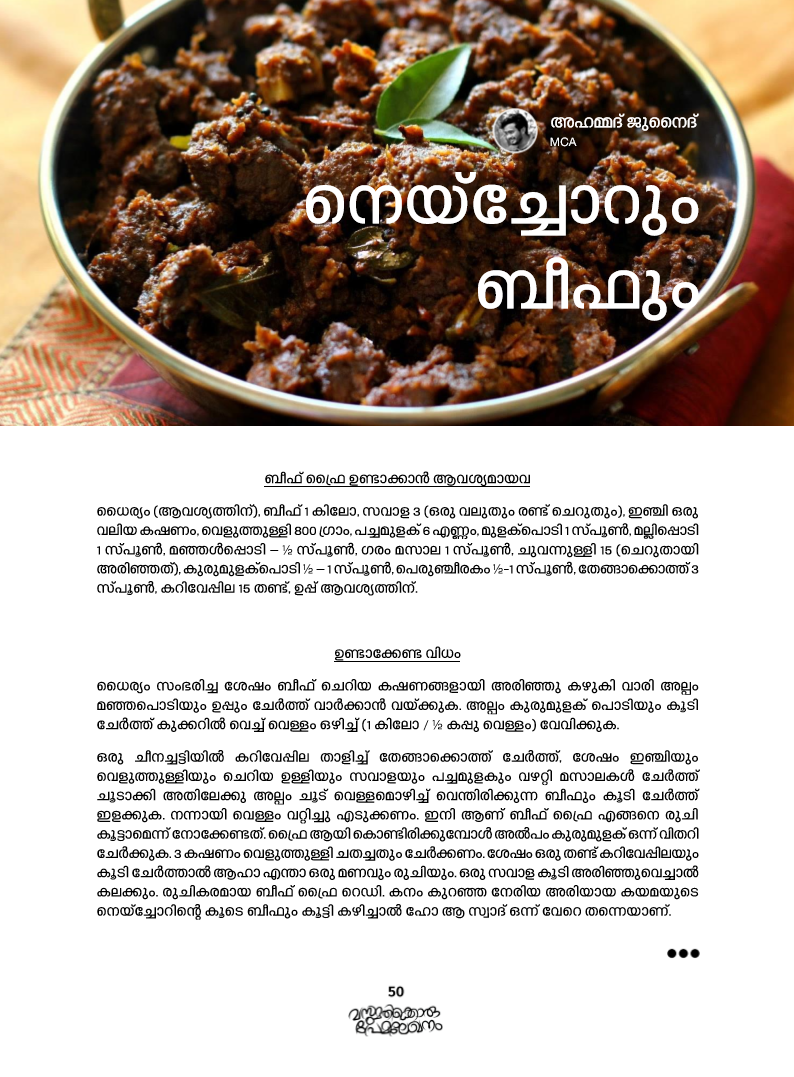 അഹമ്മദ് ജുനൈദ്
MCA
നെയ്ച്ചോറും
ബീഫും
ബീഫ് ഫ്രൈ ഉണ്ടാക്കാൻ ആവശ്യമായവ
ധൈര്യം (ആവശ്യത്തിന്), ബീഫ് 1 കിലോ, സവാള 3 (ഒരു വലുതും രണ്ട് ചെറുതും), ഇഞ്ചി ഒരു
വലിയ കഷണം, വെളുത്തുള്ളി 800 ഗ്രാം, പച്ചമുളക് 6 എണ്ണം, മുളക്പൊടി 1 സ്പൂൺ, മല്ലിപ്പൊടി
1 സ്പൂൺ, മഞ്ഞൾപ്പൊടി – ½ സ്പൂൺ, ഗരം മസാല 1 സ്പൂൺ, ചുവന്നുള്ളി 15 (ചെറുതായി
അരിഞ്ഞത്), കുരുമുളക്പൊടി ½ – 1 സ്പൂൺ, പെരുഞ്ചീരകം ½-1 സ്പൂൺ, തേങ്ങാക്കൊത്ത് 3
സ്പൂൺ, കറിവേപ്പില 15 തണ്ട്, ഉപ്പ് ആവശ്യത്തിന്.
ഉണ്ടാക്കേണ്ട വിധം
ധൈര്യം സംഭരിച്ച ശേഷം ബീഫ് ചെറിയ കഷണങ്ങളായി അരിഞ്ഞു കഴുകി വാരി അല്പം
മഞ്ഞപൊടിയും ഉപ്പും ചേർത്ത് വാർക്കാൻ വയ്ക്കുക. അല്പം കുരുമുളക് പൊടിയും കൂടി
ചേർത്ത് കുക്കറിൽ വെച്ച് വെള്ളം ഒഴിച്ച് (1 കിലോ / ½ കപ്പു വെള്ളം) വേവിക്കുക.
ഒരു ചീനച്ചട്ടിയിൽ കറിവേപ്പില താളിച്ച് തേങ്ങാക്കൊത്ത് ചേർത്ത്, ശേഷം ഇഞ്ചിയും
വെളുത്തുള്ളിയും ചെറിയ ഉള്ളിയും സവാളയും പച്ചമുളകും വഴറ്റി മസാലകൾ ചേർത്ത്
ചൂടാക്കി അതിലേക്കു അല്പം ചൂട് വെള്ളമൊഴിച്ച് വെന്തിരിക്കുന്ന ബീഫും കൂടി ചേർത്ത്
ഇളക്കുക. നന്നായി വെള്ളം വറ്റിച്ചു എടുക്കണം. ഇനി ആണ് ബീഫ് ഫ്രൈ എങ്ങനെ രുചി
കൂട്ടാമെന്ന് നോക്കേണ്ടത്. ഫ്രൈ ആയി കൊണ്ടിരിക്കുമ്പോൾ അൽപം കുരുമുളക് ഒന്ന് വിതറി
ചേർക്കുക. 3 കഷണം വെളുത്തുള്ളി ചതച്ചതും ചേർക്കണം. ശേഷം ഒരു തണ്ട് കറിവേപ്പിലയും
കൂടി ചേർത്താൽ ആഹാ എന്താ ഒരു മണവും രുചിയും. ഒരു സവാള കൂടി അരിഞ്ഞുവെച്ചാൽ
കലക്കും. രുചികരമായ ബീഫ് ഫ്രൈ റെഡി. കനം കുറഞ്ഞ നേരിയ അരിയായ കയമയുടെ
നെയ്ച്ചോറിന്റെ കൂടെ ബീഫും കൂട്ടി കഴിച്ചാൽ ഹോ ആ സ്വാദ് ഒന്ന് വേറെ തന്നെയാണ്.
50